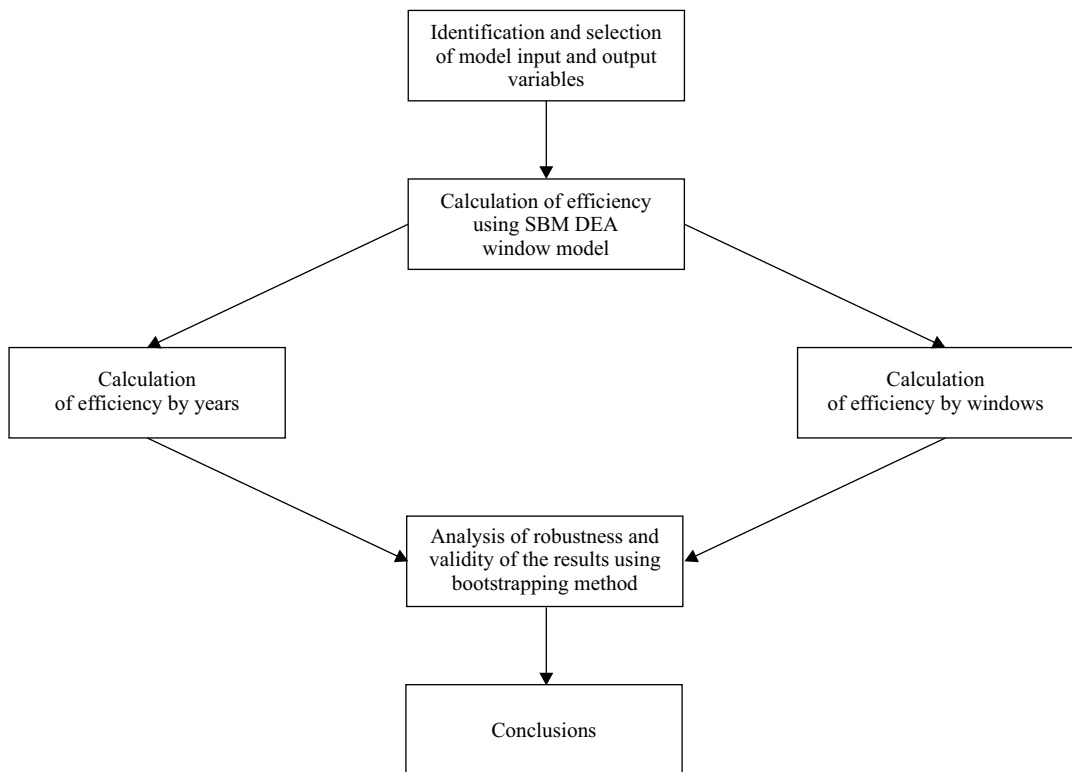 Identification and selection
of model input and output
variables
Calculation of efficiency
using SBM DEA
window model
Calculation
of efficiency by years
Calculation
of efficiency by windows
Analysis of robustness and
validity of the results using
bootstrapping method
Conclusions